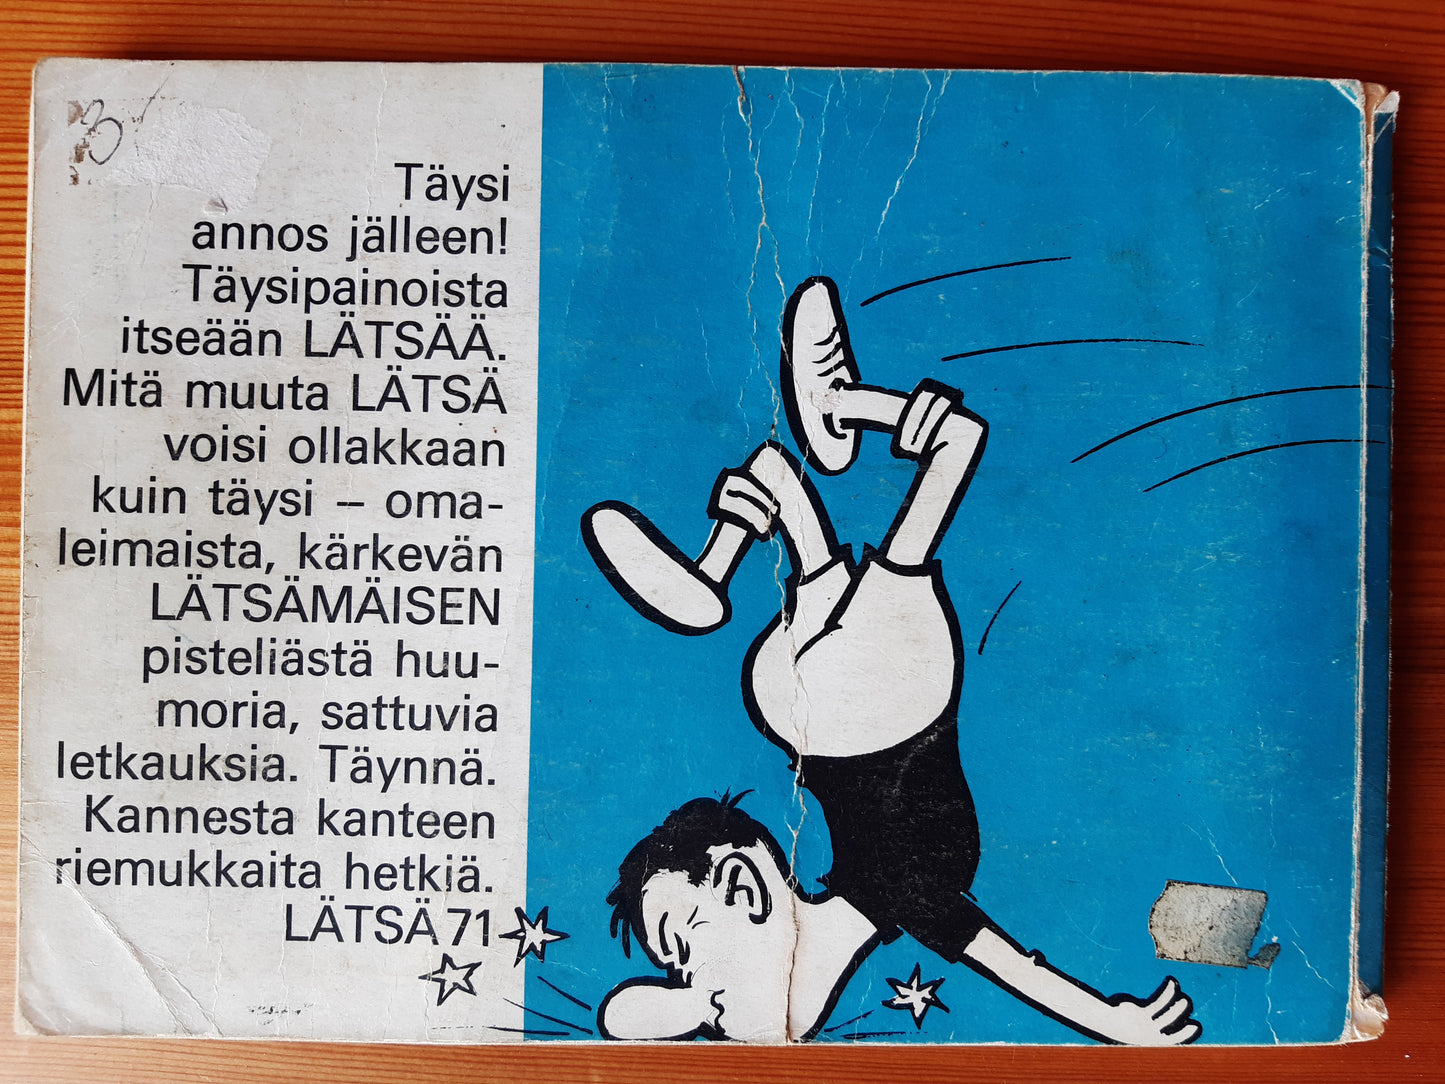 3
Täysi
annos jälleen!
Täysipainoista
itseään LÄTSÄÄ.
Mitä muuta LÄTSÄ
voisi ollakkaan
kuin täysi – oma-
leimaista, kärkevän
LÄTSÄMÄISEN
pisteliästä huu-
moria, sattuvia
letkauksia. Täynnä.
Kannesta kanteen
riemukkaita hetkiä.
LÄTSÄ 71